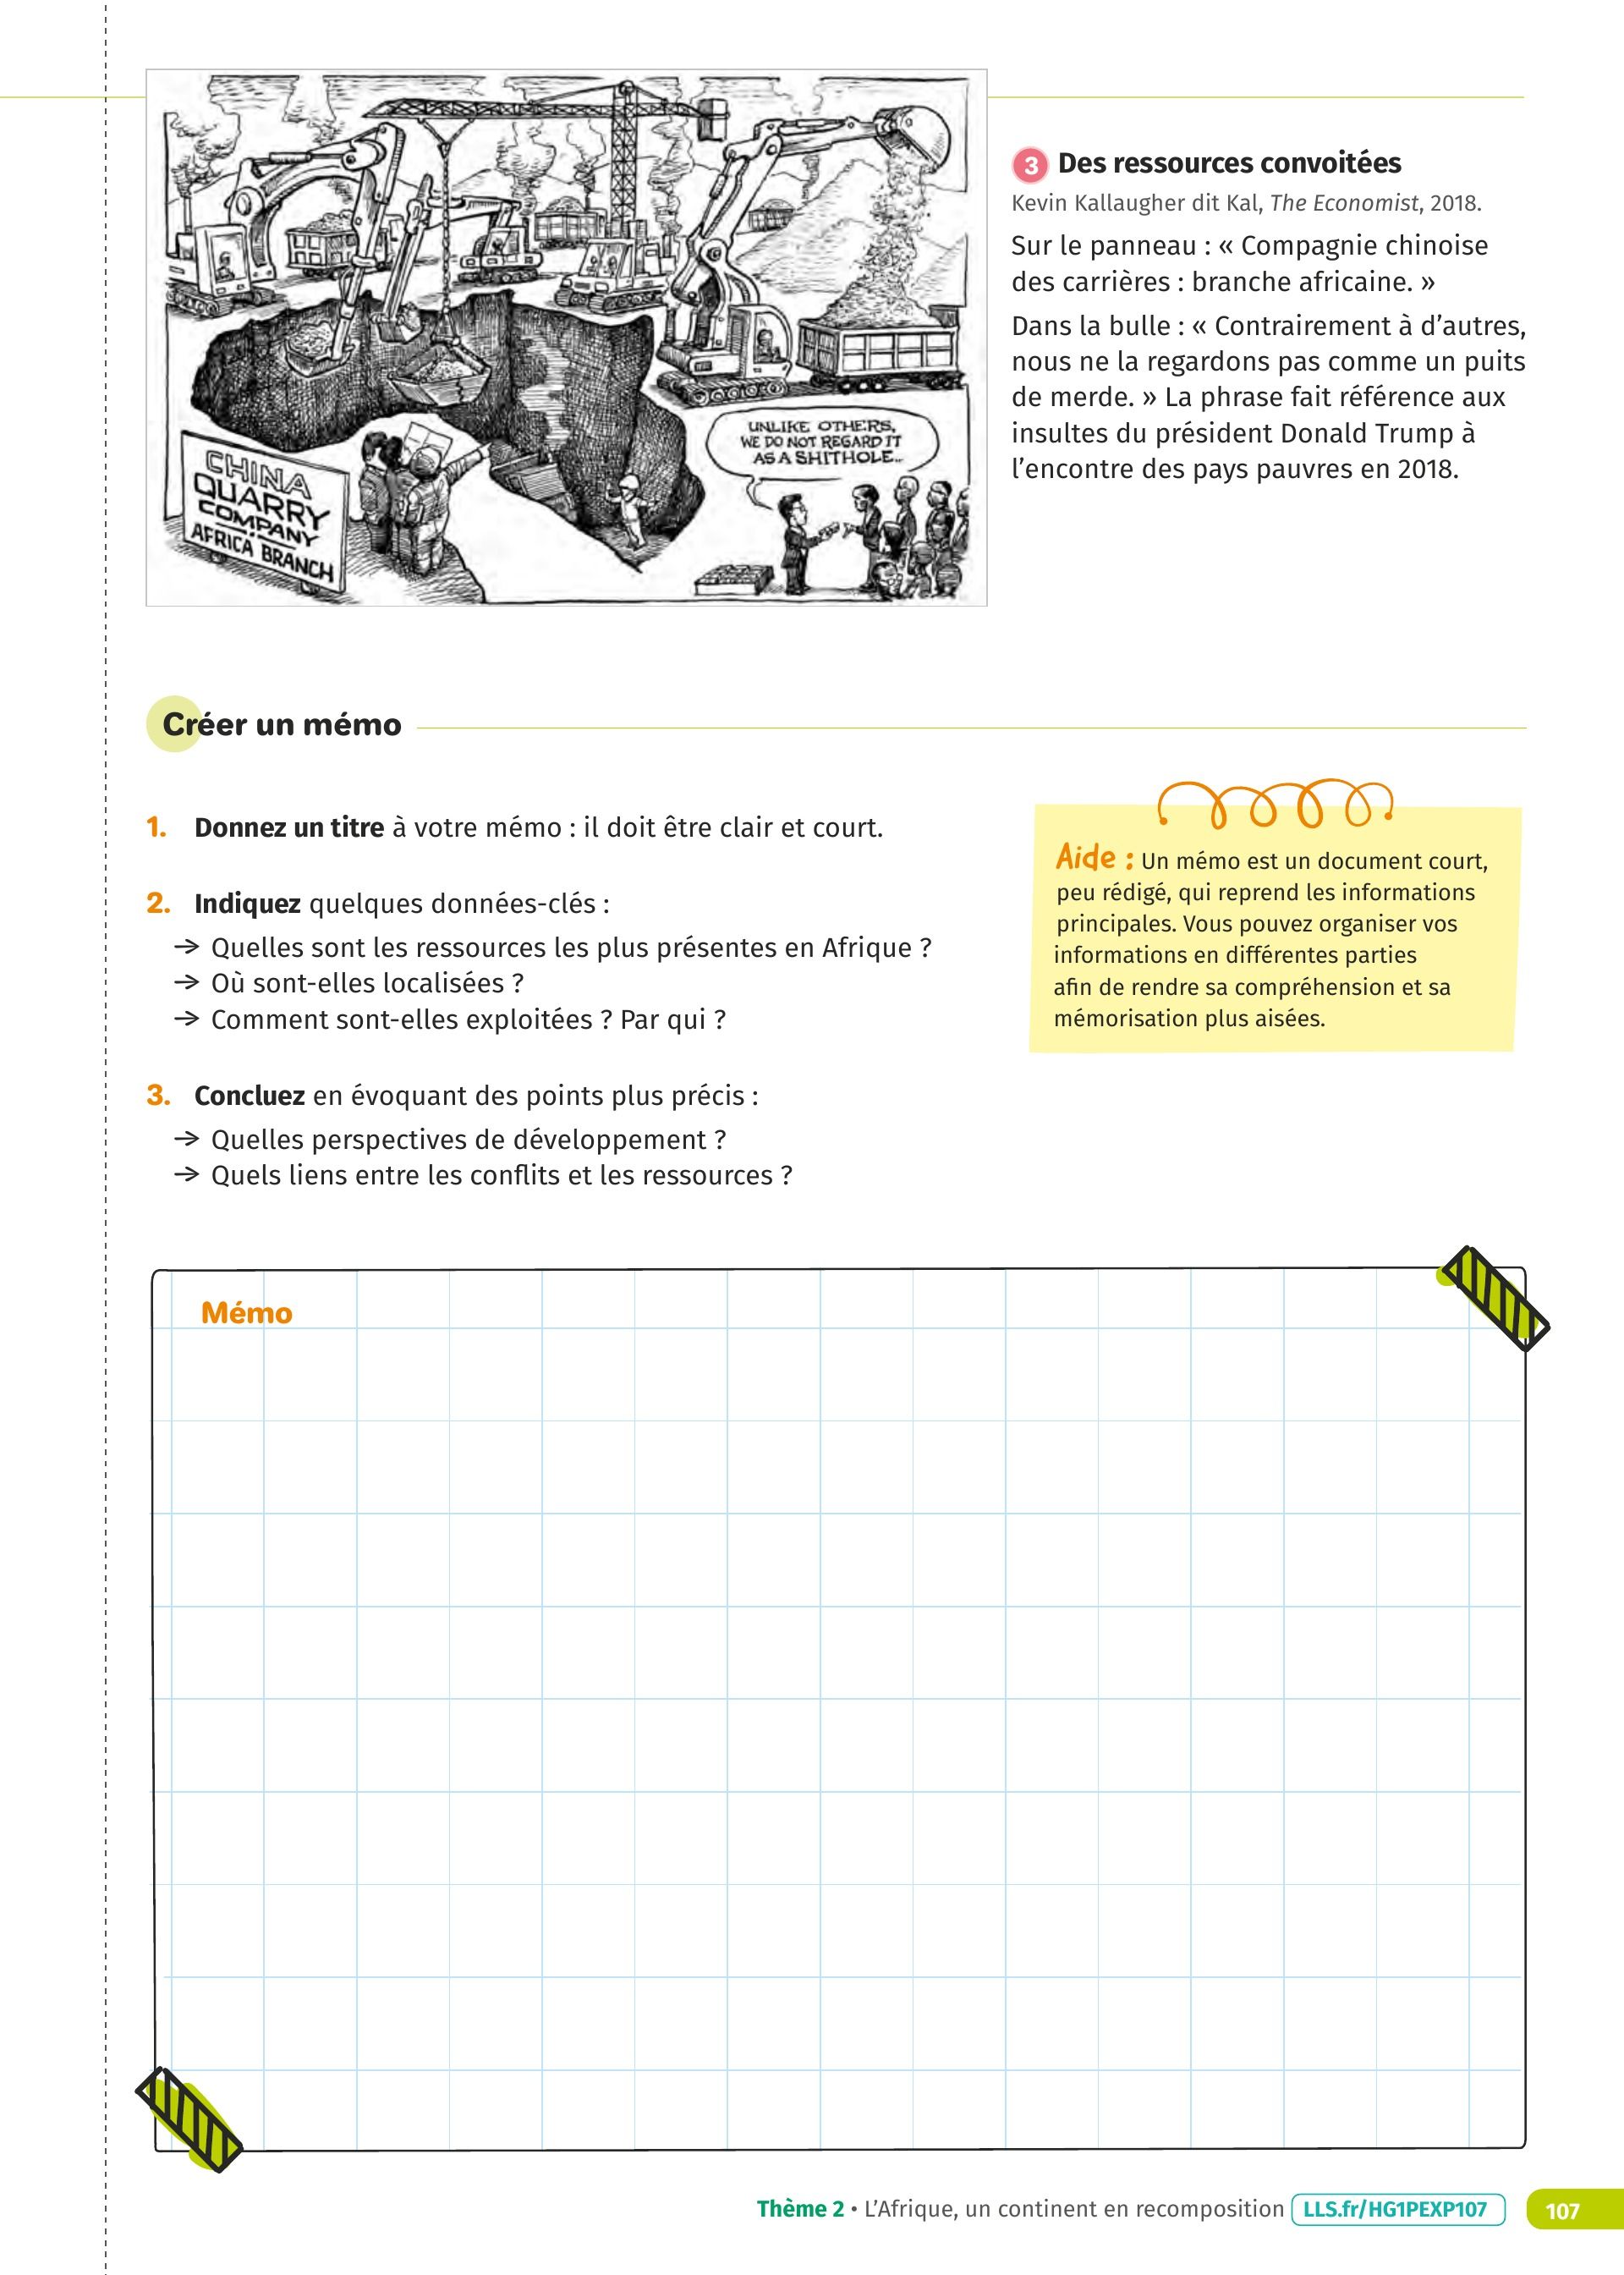 CHINA
QUARRY
COMPANY
AFRICA BRANCH
UNLIKE OTHERS,
WE DO NOT REGARD IT
AS A SHITHOLE...
3 Des ressources convoitées
Kevin Kallaugher dit Kal, The Economist, 2018.
Sur le panneau : « Compagnie chinoise
des carrières : branche africaine. »
Dans la bulle : « Contrairement à d’autres,
nous ne la regardons pas comme un puits
de merde. » La phrase fait référence aux
insultes du président Donald Trump à
l’encontre des pays pauvres en 2018.
Créer un mémo
1. Donnez un titre à votre mémo : il doit être clair et court.
2. Indiquez quelques données-clés :
→ Quelles sont les ressources les plus présentes en Afrique ?
→ Où sont-elles localisées ?
→ Comment sont-elles exploitées ? Par qui ?
3. Concluez en évoquant des points plus précis :
→ Quelles perspectives de développement ?
→ Quels liens entre les conflits et les ressources ?
Aide : Un mémo est un document court,
peu rédigé, qui reprend les informations
principales. Vous pouvez organiser vos
informations en différentes parties
afin de rendre sa compréhension et sa
mémorisation plus aisées.
Mémo
Thème 2 • L’Afrique, un continent en recomposition LLS.fr/HG1PEXP107 107